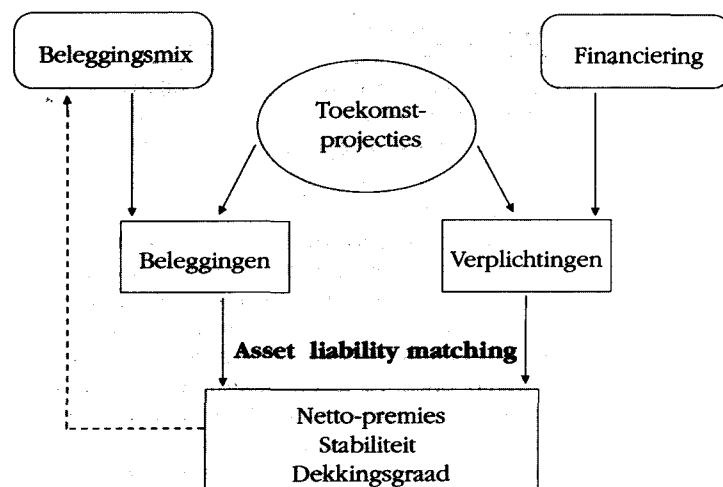 Beleggingsmix
Financiering
Toekomst-
projecties
Beleggingen
Verplichtingen
Asset liability matching
Netto-premies
Stabiliteit
Dekkingsgraad